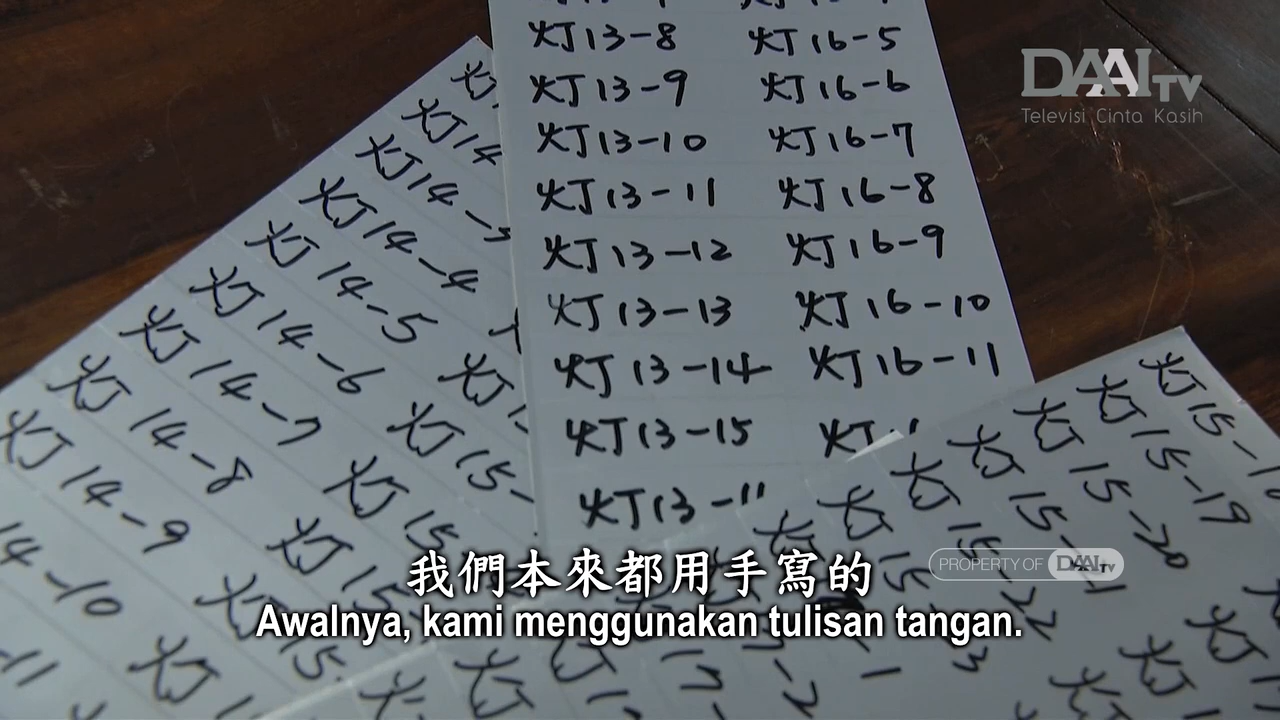 灯13-8
灯13-9
灯13-10
灯13-11
灯13-12
灯13-13
灯13-14
灯13-15
灯16-5
灯16-6
灯16-7
灯16-8
灯16-9
灯16-10
灯16-11
灯14
灯14-4
灯14-5
灯14-6
灯14-7
灯14-8
灯14-9
14-10
灯15-19
灯15-20
DAAI TV
Televisi Cinta Kasih
PROPERTY OF DAAI TV
我們本來都用手寫的
Awalnya, kami menggunakan tulisan tangan.